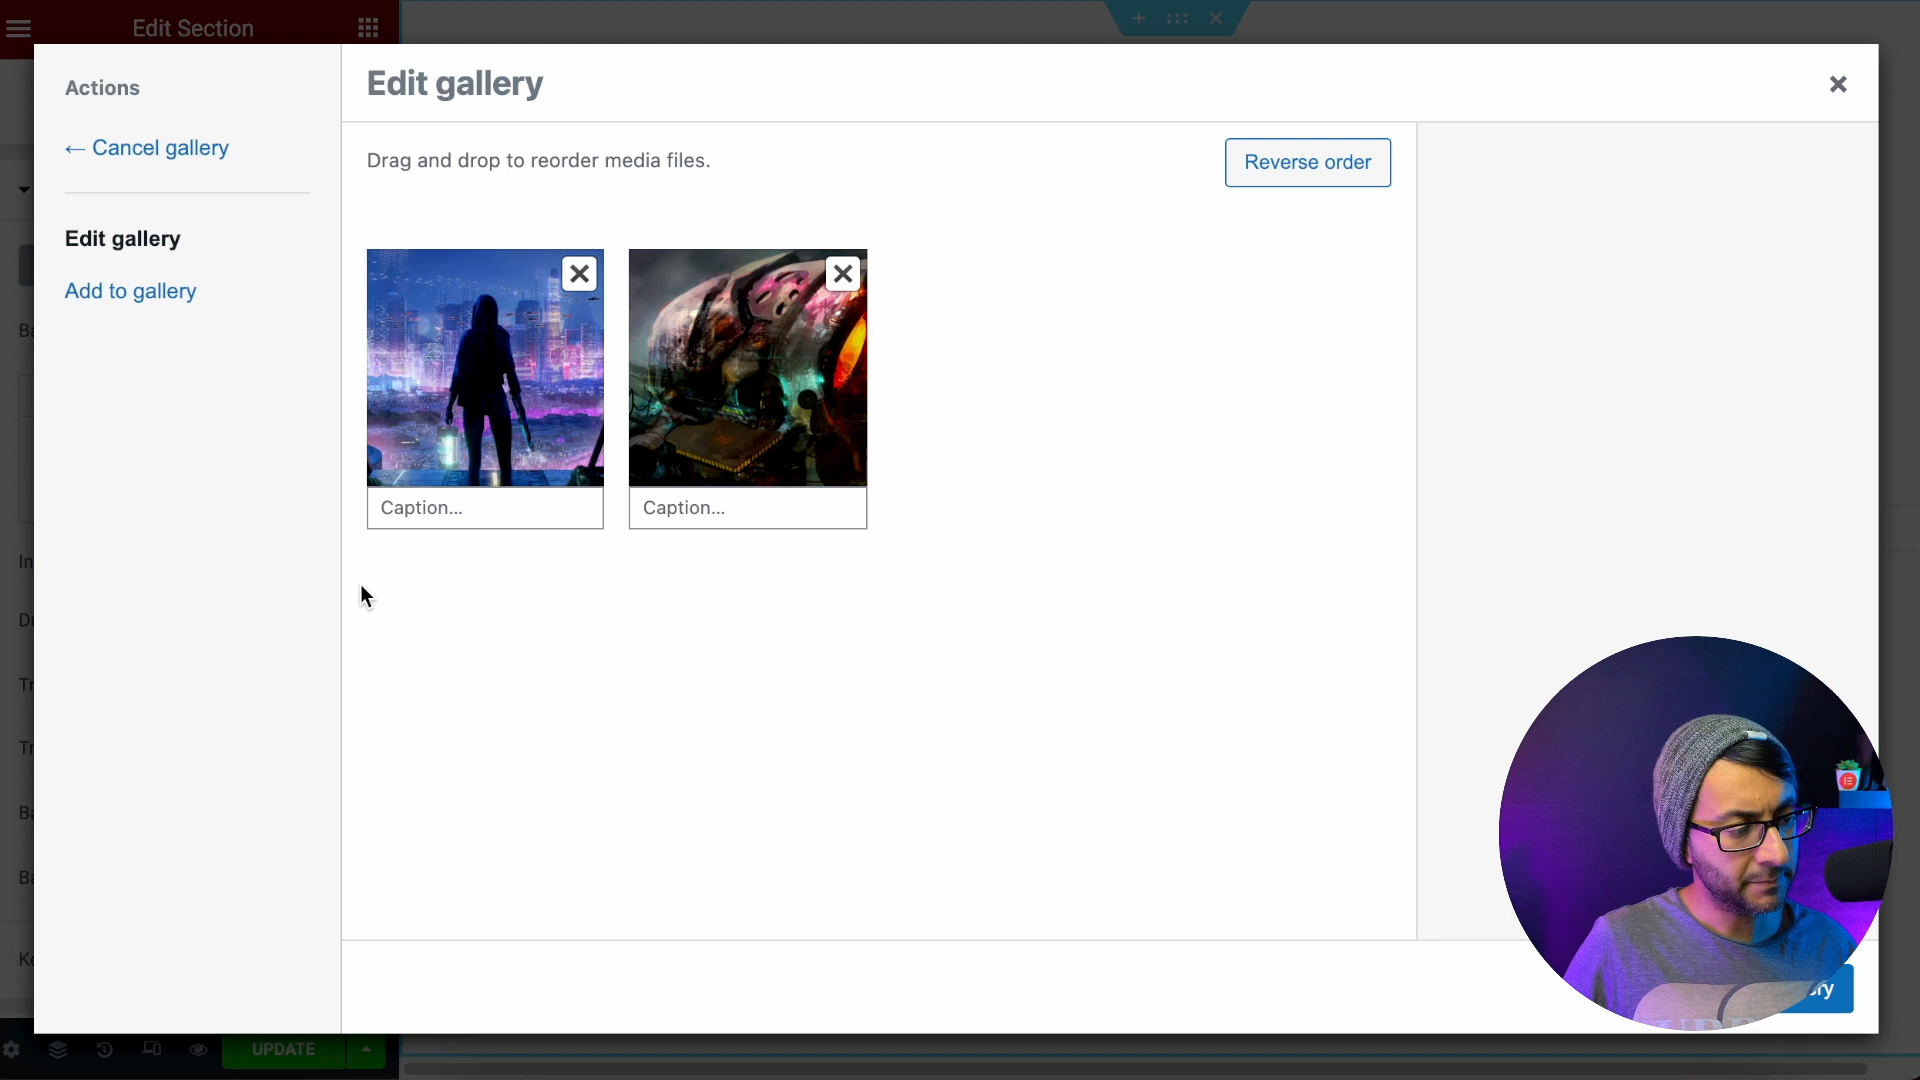 Edit Section
Actions
← Cancel gallery
Edit gallery
Add to gallery
Edit gallery
Drag and drop to reorder media files.
Reverse order
Caption...
Caption...
UPDATE